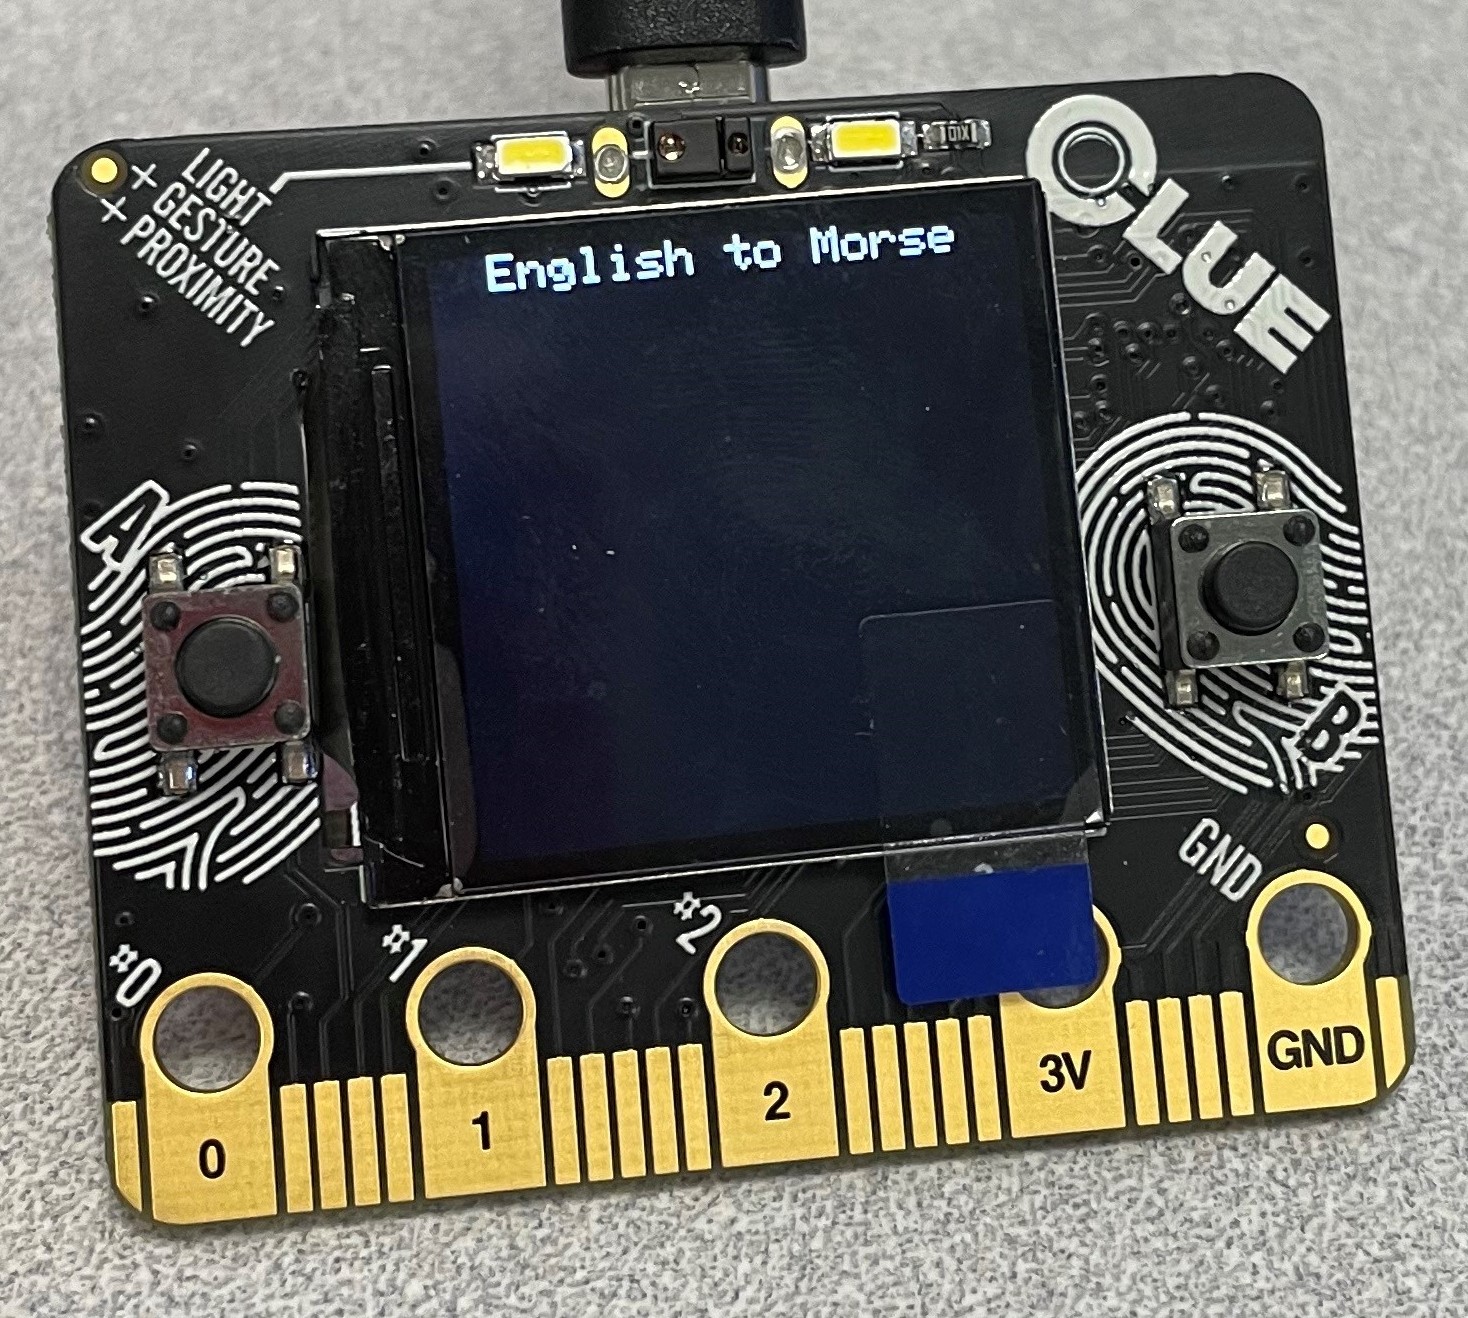 LIGHT
+ GESTURE
+ PROXIMITY
CLUE
English to Morse
A
B
GND
#0
#1
#2
0
1
2
3V
GND